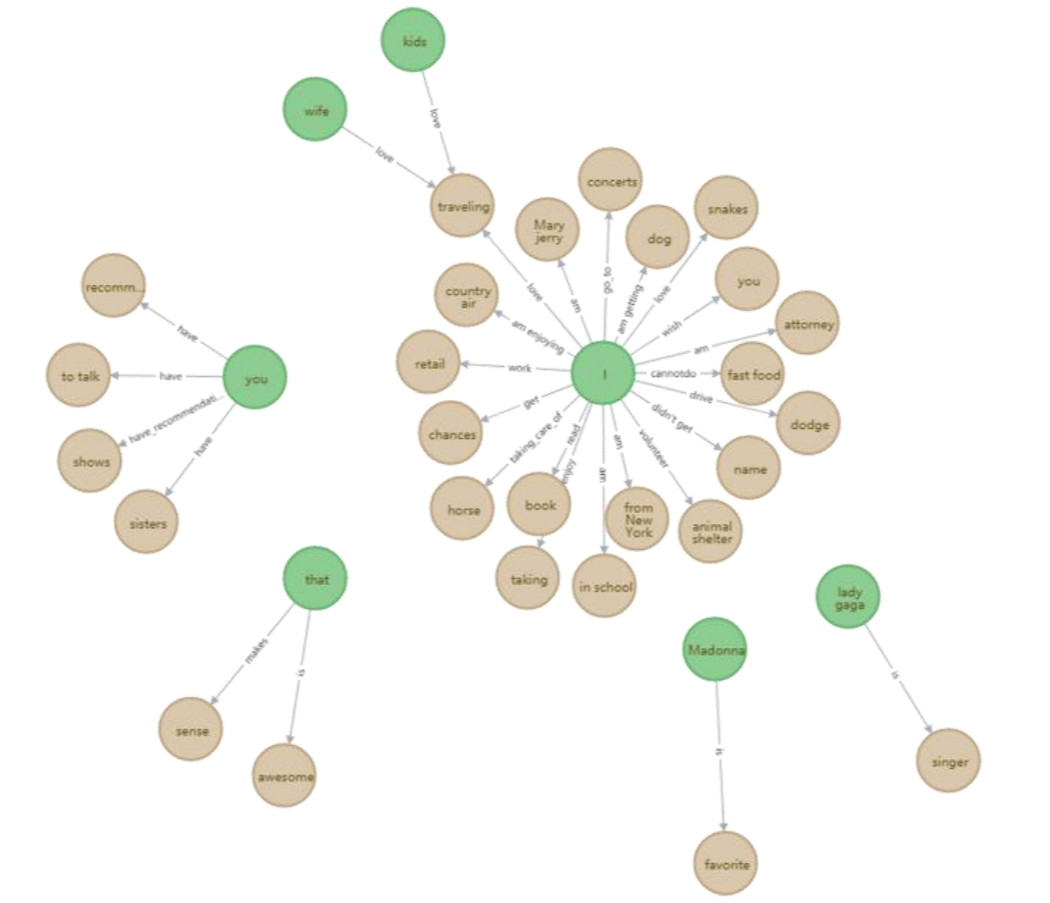 kids
wife
love
love
traveling
concerts
Mary
jerry
dog
snakes
country
air
you
attorney
retail
fast food
dodge
chances
name
horse
book
from
New
York
animal
shelter
taking
in school
I
love
am
go_to
am getting
love
wish
am
cannotdo
drive
didn't get
volunteer
am
am
read
enjoy
taking_care_of
get
work
am enjoying
recomm...
have
to talk
have
you
have_recommendati...
shows
have
sisters
that
makes
is
sense
awesome
Madonna
is
favorite
lady
gaga
is
singer